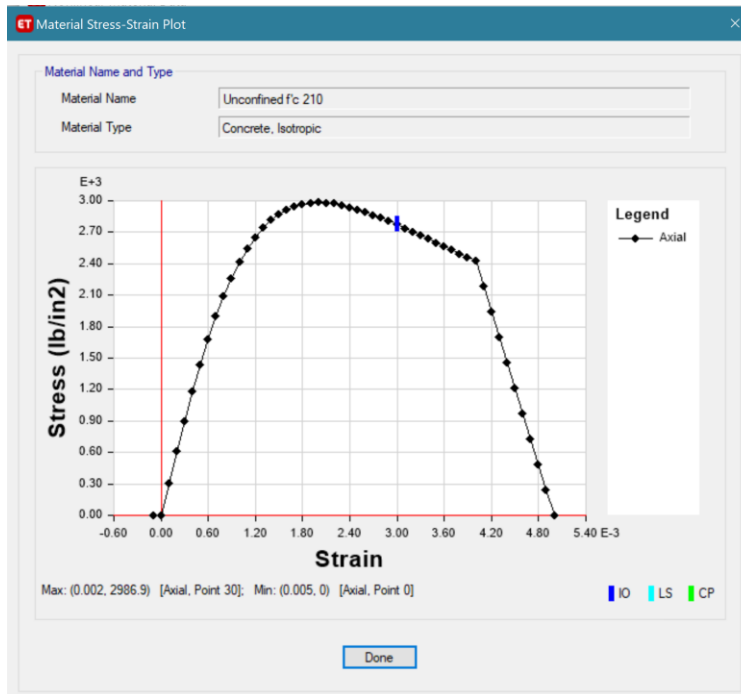 ET Material Stress-Strain Plot ×
Material Name and Type
Material Name Unconfined f'c 210
Material Type Concrete, Isotropic
E+3
3.00
2.70
2.40
2.10
1.80
1.50
1.20
0.90
0.60
0.30
0.00
Stress (lb/in2)
-0.60 0.00 0.60 1.20 1.80 2.40 3.00 3.60 4.20 4.80 5.40 E-3
Strain
Legend
Axial
Max: (0.002, 2986.9) [Axial, Point 30]; Min: (0.005, 0) [Axial, Point 0]
IO LS CP
Done